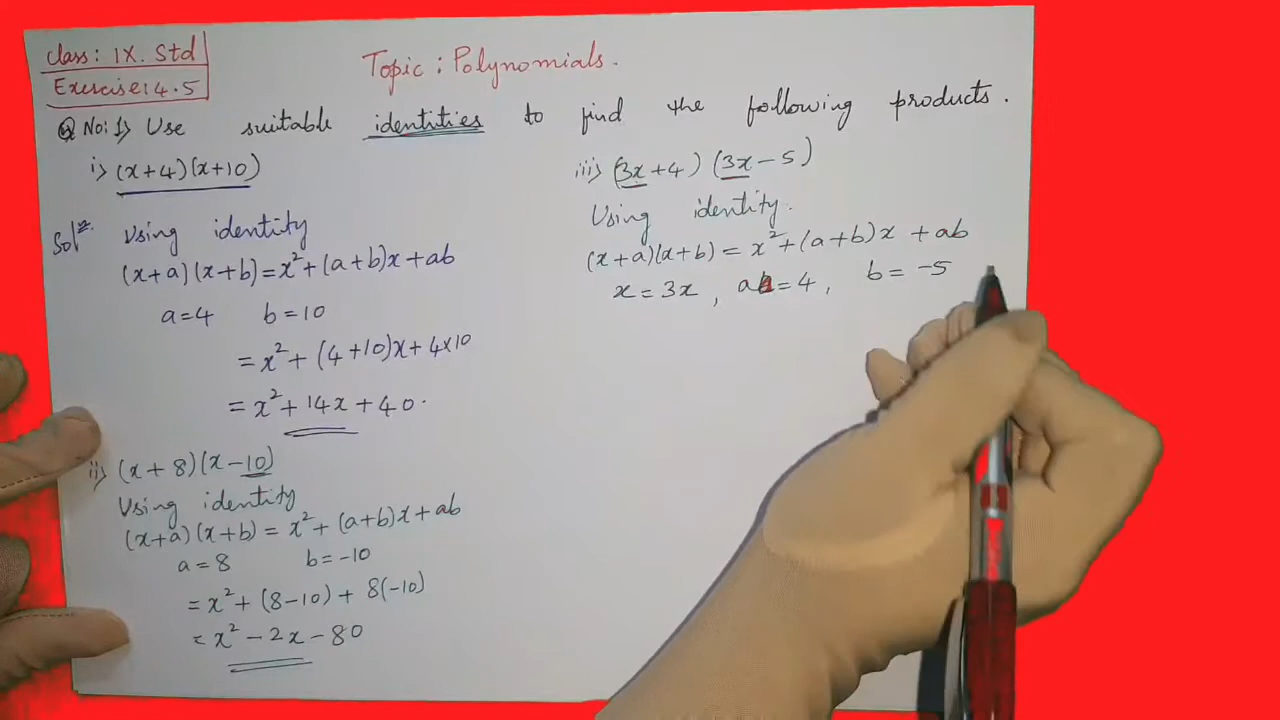 Class: IX. Std
Exercise: 4.5
Topic: Polynomials.
Q No: 1) Use suitable identities to find the following products.
i) (x+4)(x+10)
Sol
Using identity
(x+a)(x+b)=x²+(a+b)x+ab
a=4 b=10
=x²+(4+10)x+4×10
=x²+14x+40.
ii) (x+8)(x-10)
Using identity
(x+a)(x+b) = x²+(a+b)x+ab
a=8 b=-10
=x²+(8-10)+8(-10)
=x²-2x-80
iii) (3x+4)(3x-5)
Using identity.
(x+a)(x+b)=x²+(a+b)x+ab
x=3x, a=4, b=-5